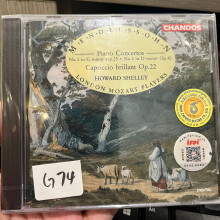 CHANDOS
MENDELSSOHN
Piano Concertos
No.1 in G minor Op.25 • No.2 in D minor Op.40
Capriccio brillant Op.22
HOWARD SHELLEY
LONDON MOZART PLAYERS
G74